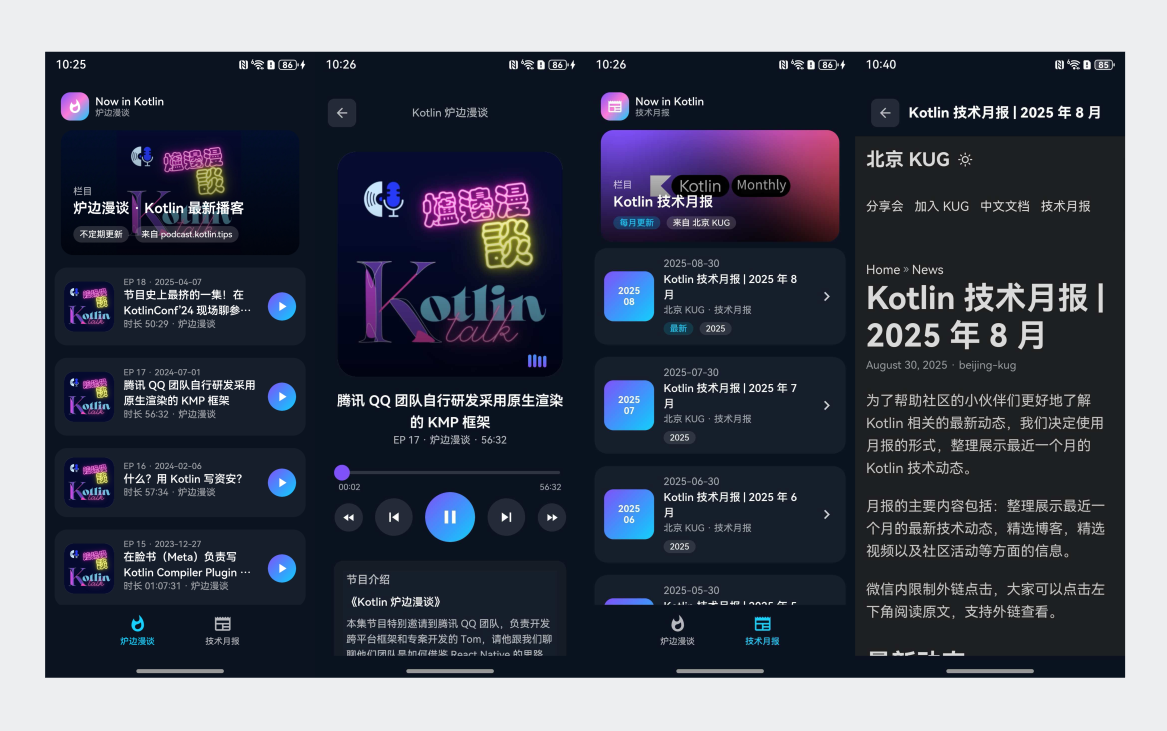 10:25
86
Now in Kotlin
炉边漫谈
爐邊漫
談
Kotlin
栏目
炉边漫谈 · Kotlin 最新播客
不定期更新
来自 podcast.kotlin.tips
EP 18 · 2025-04-07
节目史上最挤的一集！在
KotlinConf'24 现场聊参…
时长 50:29 · 炉边漫谈
EP 17 · 2024-07-01
腾讯 QQ 团队自行研发采用
原生渲染的 KMP 框架
时长 56:32 · 炉边漫谈
EP 16 · 2024-02-06
什么？用 Kotlin 写资安？
时长 57:34 · 炉边漫谈
EP 15 · 2023-12-27
在脸书（Meta）负责写
Kotlin Compiler Plugin …
时长 01:07:31 · 炉边漫谈
炉边漫谈
技术月报
10:26
86
Kotlin 炉边漫谈
爐邊漫
談
Kotlin
talk
腾讯 QQ 团队自行研发采用原生渲染
的 KMP 框架
EP 17 · 炉边漫谈 · 56:32
00:02
56:32
节目介绍
《Kotlin 炉边漫谈》
本集节目特别邀请到腾讯 QQ 团队，负责开发
跨平台框架和专案开发的 Tom，请他跟我们聊
聊他们团队是如何借鉴 React Native 的思路
10:26
86
Now in Kotlin
技术月报
栏目
Kotlin Monthly
Kotlin 技术月报
每月更新
来自 北京 KUG
2025
08
2025-08-30
Kotlin 技术月报 | 2025 年 8
月
北京 KUG · 技术月报
最新
2025
2025
07
2025-07-30
Kotlin 技术月报 | 2025 年 7
月
北京 KUG · 技术月报
2025
2025
06
2025-06-30
Kotlin 技术月报 | 2025 年 6
月
北京 KUG · 技术月报
2025
2025-05-30
炉边漫谈
技术月报
10:40
85
Kotlin 技术月报 | 2025 年 8 月
北京 KUG
分享会 加入 KUG 中文文档 技术月报
Home » News
Kotlin 技术月报 |
2025 年 8 月
August 30, 2025 · beijing-kug
为了帮助社区的小伙伴们更好地了解
Kotlin 相关的最新动态，我们决定使用
月报的形式，整理展示最近一个月的
Kotlin 技术动态。
月报的主要内容包括：整理展示最近一
个月的最新技术动态，精选博客，精选
视频以及社区活动等方面的信息。
微信内限制外链点击，大家可以点击左
下角阅读原文，支持外链查看。
最新动态